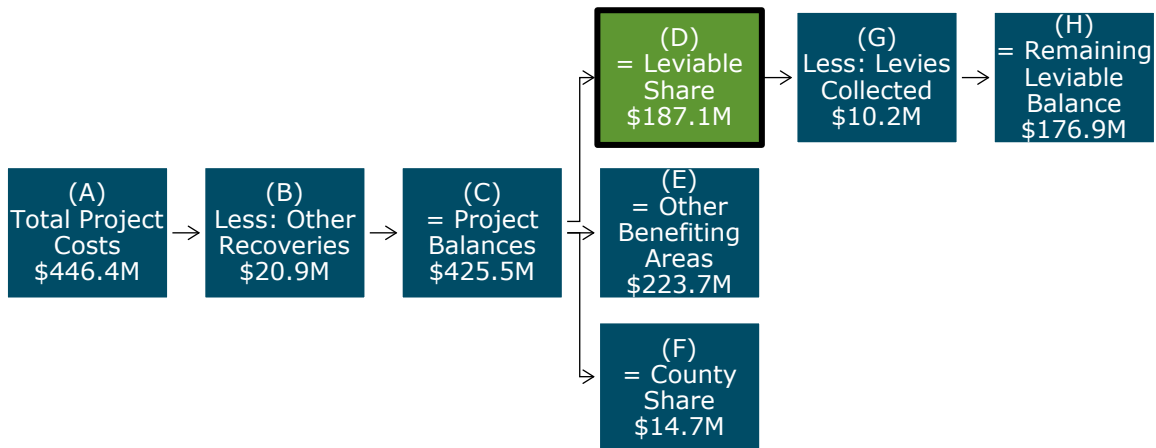 (A)
Total Project
Costs
$446.4M
(B)
Less: Other
Recoveries
$20.9M
(C)
= Project
Balances
$425.5M
(D)
= Leviable
Share
$187.1M
(E)
= Other
Benefiting
Areas
$223.7M
(F)
= County
Share
$14.7M
(G)
Less: Levies
Collected
$10.2M
(H)
= Remaining
Leviable
Balance
$176.9M